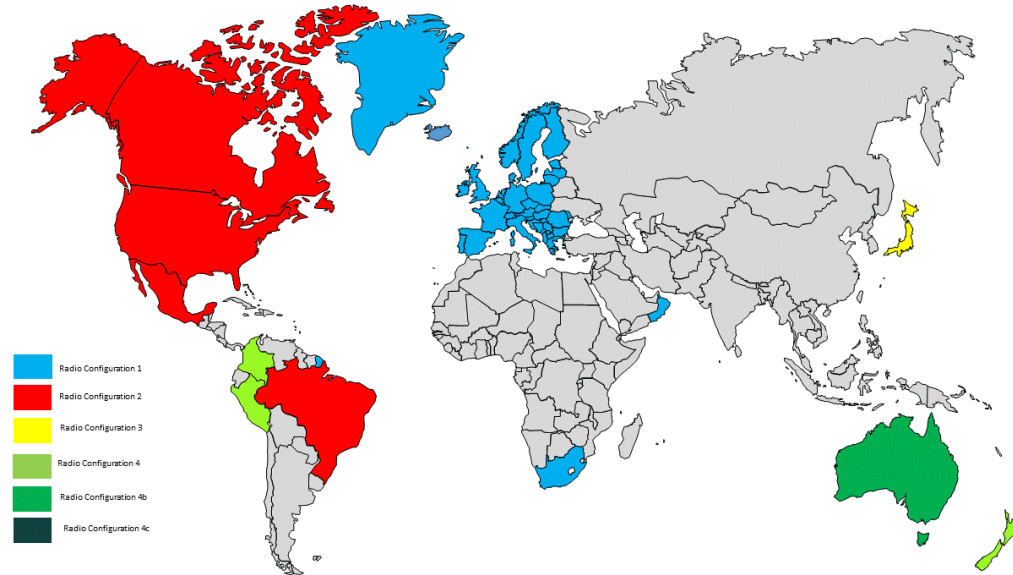 Radio Configuration 1
Radio Configuration 2
Radio Configuration 3
Radio Configuration 4
Radio Configuration 4b
Radio Configuration 4c